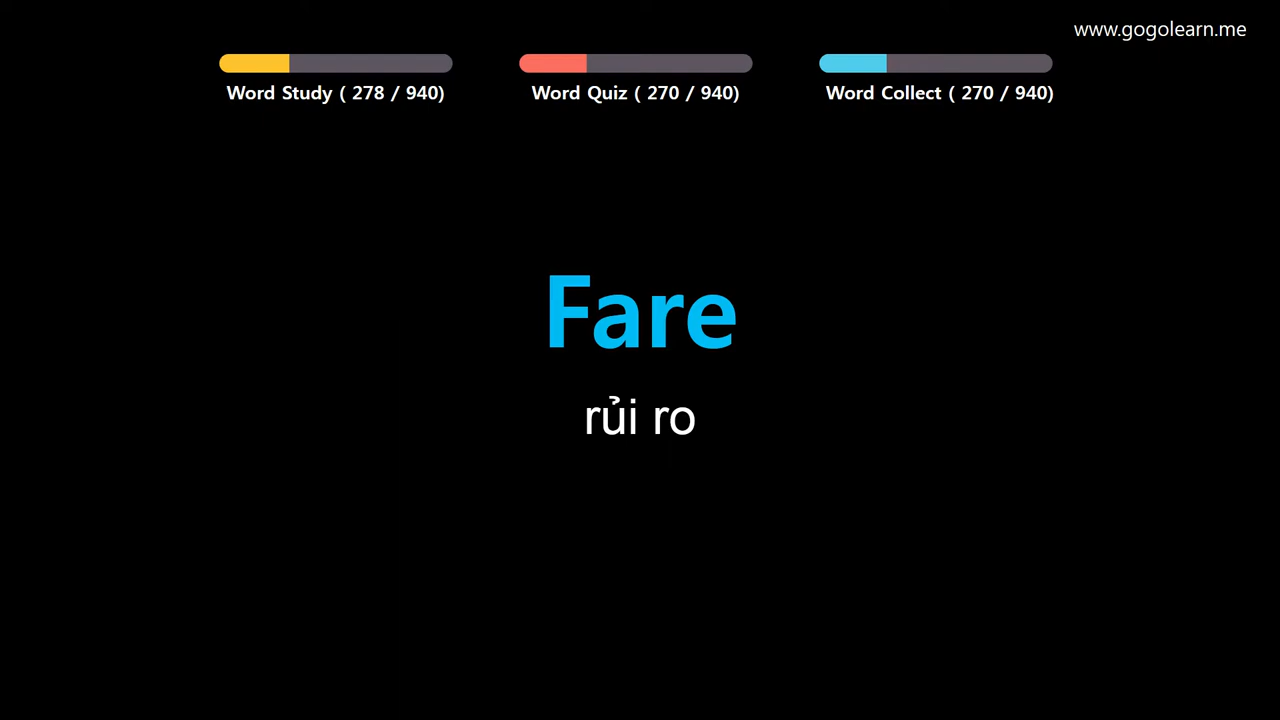 www.gogolearn.me
Word Study ( 278 / 940)
Word Quiz ( 270 / 940)
Word Collect ( 270 / 940)
Fare
rủi ro